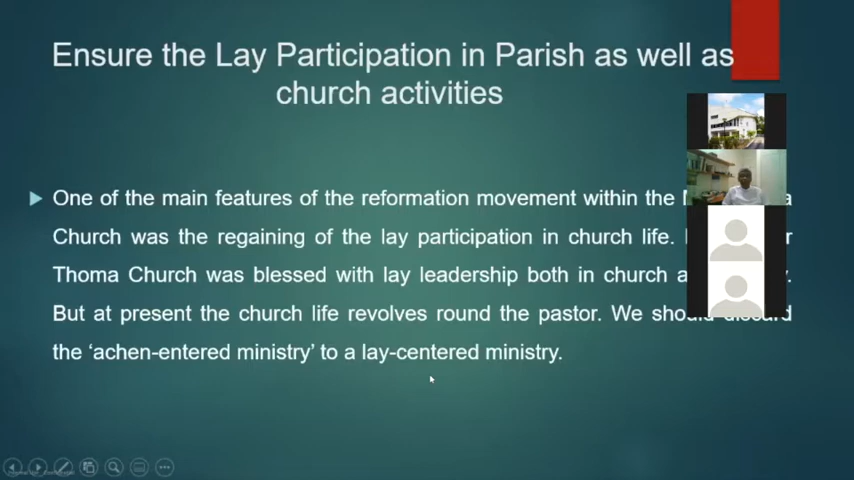 Ensure the Lay Participation in Parish as well as
church activities
One of the main features of the reformation movement within the
Church was the regaining of the lay participation in church life.
Thoma Church was blessed with lay leadership both in church
But at present the church life revolves round the pastor. We should discard
the ‘achen-entered ministry’ to a lay-centered ministry.